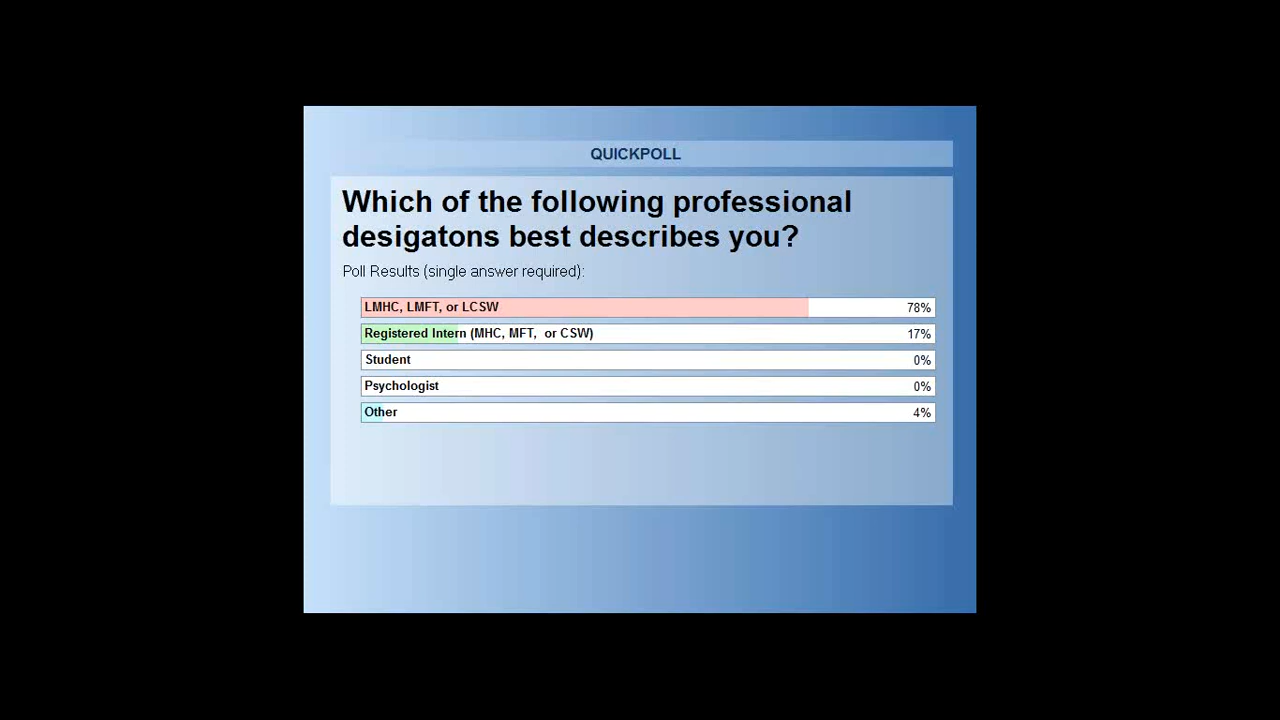 QUICKPOLL
Which of the following professional
desigatons best describes you?
Poll Results (single answer required):
LMHC, LMFT, or LCSW 78%
Registered Intern (MHC, MFT,  or CSW) 17%
Student 0%
Psychologist 0%
Other 4%